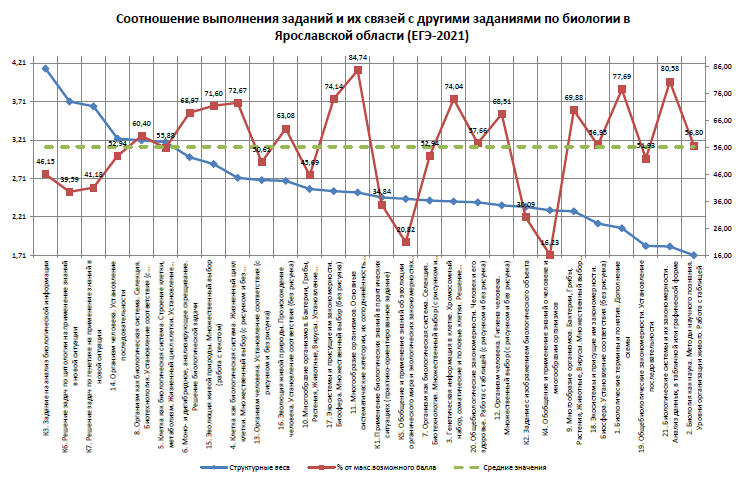 Соотношение выполнения заданий и их связей с другими заданиями по биологии в
Ярославской области (ЕГЭ-2021)
4,21
3,71
3,21
2,71
2,21
1,71
86,00
76,00
66,00
56,00
46,00
36,00
26,00
16,00
46,15
39,59
41,18
52,94
60,40
55,88
68,97
71,60
72,67
50,65
63,08
45,69
74,14
84,74
34,84
20,82
52,94
74,04
57,66
68,51
30,09
16,23
69,88
56,95
77,69
51,93
80,58
56,80
К3. Задание на анализ биологической информации
К6. Решение задач по цитологии на применение знаний
в новой ситуации
К7. Решение задач по генетике на применение знаний в
новой ситуации
14. Организм человека. Установление
последовательности
8. Организм как биологическая система. Селекция.
Биотехнология. Установление соответствия (с…
5. Клетка как биологическая система. Строение клетки,
метаболизм. Жизненный цикл клетки. Установление…
6. Моно- и дигибридное, анализирующее скрещивание.
Решение биологической задачи
15. Эволюция живой природы. Множественный выбор
(работа с текстом)
4. Клетка как биологическая система. Жизненный цикл
клетки. Множественный выбор (с рисунком и без…
13. Организм человека. Установление соответствия (с
рисунком и без рисунка)
16. Эволюция живой природы. Происхождение
человека. Установление соответствия (без рисунка)
10. Многообразие организмов. Бактерии, Грибы,
Растения, Животные, Вирусы. Установление…
17. Экосистемы и присущие им закономерности.
Биосфера. Множественный выбор (без рисунка)
11. Многообразие организмов. Основные
систематические категории, их соподчинённость…
К1. Применение биологических знаний в практических
ситуациях (практико-ориентированное задание)
К5. Обобщение и применение знаний об эволюции
органического мира и экологических закономерностях…
7. Организм как биологическая система. Селекция.
Биотехнология. Множественный выбор (с рисунком и…
3. Генетическая информация в клетке. Хромосомный
набор, соматические и половые клетки. Решение…
20. Общебиологические закономерности. Человек и его
здоровье. Работа с таблицей (с рисунком и без рисунка)
12. Организм человека. Гигиена человека.
Множественный выбор (с рисунком и без рисунка)
К2. Задание с изображением биологического объекта
К4. Обобщение и применение знаний о человеке и
многообразии организмов
9. Многообразие организмов. Бактерии, Грибы,
Растения, Животные, Вирусы. Множественный выбор…
18. Экосистемы и присущие им закономерности.
Биосфера. Установление соответствия (без рисунка)
1. Биологические термины и понятия. Дополнение
схемы
19. Общебиологические закономерности. Установление
последовательности
21. Биологические системы и их закономерности.
Анализ данных, в табличной или графической форме
2. Биология как наука. Методы научного познания.
Уровни организации живого. Работа с таблицей
Структурные веса
% от макс.возможного балла
Средние значения